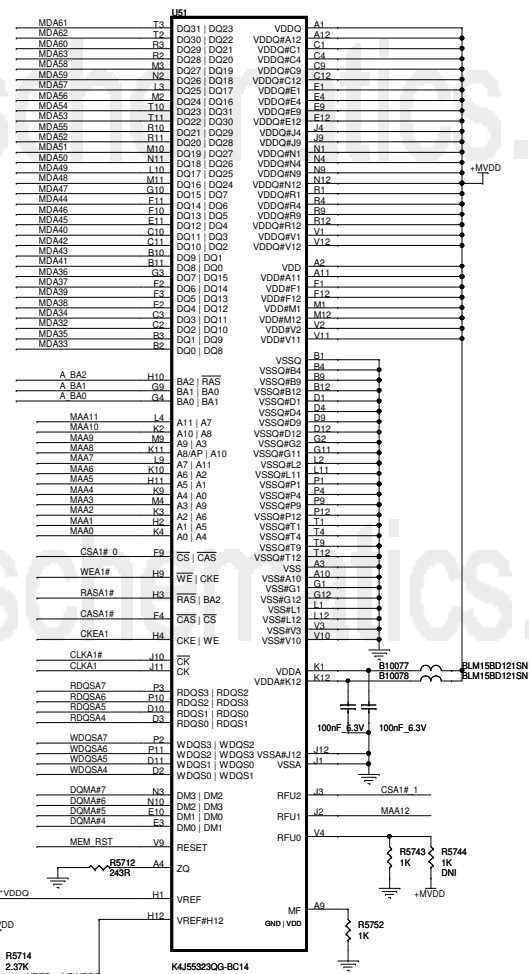 schematics.
schematics.
U51
MDA61 T3 DQ31 | DQ23 VDDQ A1
MDA62 T2 DQ30 | DQ22 VDDQ#A12 A12
MDA60 R3 DQ29 | DQ21 VDDQ#C1 C1
MDA63 R2 DQ28 | DQ20 VDDQ#C4 C4
MDA58 M3 DQ27 | DQ19 VDDQ#C9 C9
MDA59 N2 DQ26 | DQ18 VDDQ#C12 C12
MDA57 L3 DQ25 | DQ17 VDDQ#E1 E1
MDA56 M2 DQ24 | DQ16 VDDQ#E4 E4
MDA54 T10 DQ23 | DQ31 VDDQ#E9 E9
MDA53 T11 DQ22 | DQ30 VDDQ#E12 E12
MDA55 R10 DQ21 | DQ29 VDDQ#J4 J4
MDA52 R11 DQ20 | DQ28 VDDQ#J9 J9
MDA51 M10 DQ19 | DQ27 VDDQ#N1 N1
MDA50 N11 DQ18 | DQ26 VDDQ#N4 N4
MDA49 L10 DQ17 | DQ25 VDDQ#N9 N9
MDA48 M11 DQ16 | DQ24 VDDQ#N12 N12 +MVDD
MDA47 G10 DQ15 | DQ7 VDDQ#R1 R1
MDA44 F11 DQ14 | DQ6 VDDQ#R4 R4
MDA46 F10 DQ13 | DQ5 VDDQ#R9 R9
MDA45 E11 DQ12 | DQ4 VDDQ#R12 R12
MDA40 C10 DQ11 | DQ3 VDDQ#V1 V1
MDA42 C11 DQ10 | DQ2 VDDQ#V12 V12
MDA43 B10 DQ9 | DQ1
MDA41 B11 DQ8 | DQ0 VDD A2
MDA36 G3 DQ7 | DQ15 VDD#A11 A11
MDA37 F2 DQ6 | DQ14 VDD#F1 F1
MDA39 F3 DQ5 | DQ13 VDD#F12 F12
MDA38 E2 DQ4 | DQ12 VDD#M1 M1
MDA34 C3 DQ3 | DQ11 VDD#M12 M12
MDA32 C2 DQ2 | DQ10 VDD#V2 V2
MDA35 B3 DQ1 | DQ9 VDD#V11 V11
MDA33 B2 DQ0 | DQ8
VSSQ B1
VSSQ#B4 B4
A_BA2 H10 BA2 | RAS VSSQ#B9 B9
A_BA1 G9 BA1 | BA0 VSSQ#B12 B12
A_BA0 G4 BA0 | BA1 VSSQ#D1 D1
VSSQ#D4 D4
MAA11 L4 A11 | A7 VSSQ#D9 D9
MAA10 K2 A10 | A8 VSSQ#D12 D12
MAA9 M9 A9 | A3 VSSQ#G2 G2
MAA8 K11 A8/AP | A10 VSSQ#G11 G11
MAA7 L9 A7 | A11 VSSQ#L2 L2
MAA6 K10 A6 | A2 VSSQ#L11 L11
MAA5 H11 A5 | A1 VSSQ#P1 P1
MAA4 K9 A4 | A0 VSSQ#P4 P4
MAA3 M4 A3 | A9 VSSQ#P9 P9
MAA2 K3 A2 | A6 VSSQ#P12 P12
MAA1 H2 A1 | A5 VSSQ#T1 T1
MAA0 K4 A0 | A4 VSSQ#T4 T4
VSSQ#T9 T9
CSA1#_0 F9 CS | CAS VSSQ#T12 T12
VSS A3
WEA1# H9 WE | CKE VSS#A10 A10
VSS#G1 G1
RASA1# H3 RAS | BA2 VSS#G12 G12
VSS#L1 L1
CASA1# F4 CAS | CS VSS#L12 L12
VSS#V3 V3
CKEA1 H4 CKE | WE VSS#V10 V10
CLKA1# J10 CK
CLKA1 J11 CK VDDA K1 B10077 BLM15BD121SN
VDDA#K12 K12 B10078 BLM15BD121SN
RDQSA7 P3 RDQS3 | RDQS2
RDQSA6 P10 RDQS2 | RDQS3
RDQSA5 D10 RDQS1 | RDQS0
RDQSA4 D3 RDQS0 | RDQS1
100nF_6.3V 100nF_6.3V
WDQSA7 P2 WDQS3 | WDQS2
WDQSA6 P11 WDQS2 | WDQS3 VSSA#J12 J12
WDQSA5 D11 WDQS1 | WDQS0 VSSA J1
WDQSA4 D2 WDQS0 | WDQS1
DQMA#7 N3 DM3 | DM2 RFU2 J3 CSA1#_1
DQMA#6 N10 DM2 | DM3
DQMA#5 E10 DM1 | DM0 RFU1 J2 MAA12
DQMA#4 E3 DM0 | DM1
RFU0 V4
MEM_RST V9 RESET
R5743 1K
R5744 1K DNI
R5712 243R A4 ZQ
+MVDD
VDDQ H1 VREF
MF A9
H12 VREF#H12 GND | VDD
R5752 1K
VDD
R5714
2.37K
K4J55323QG-BC14